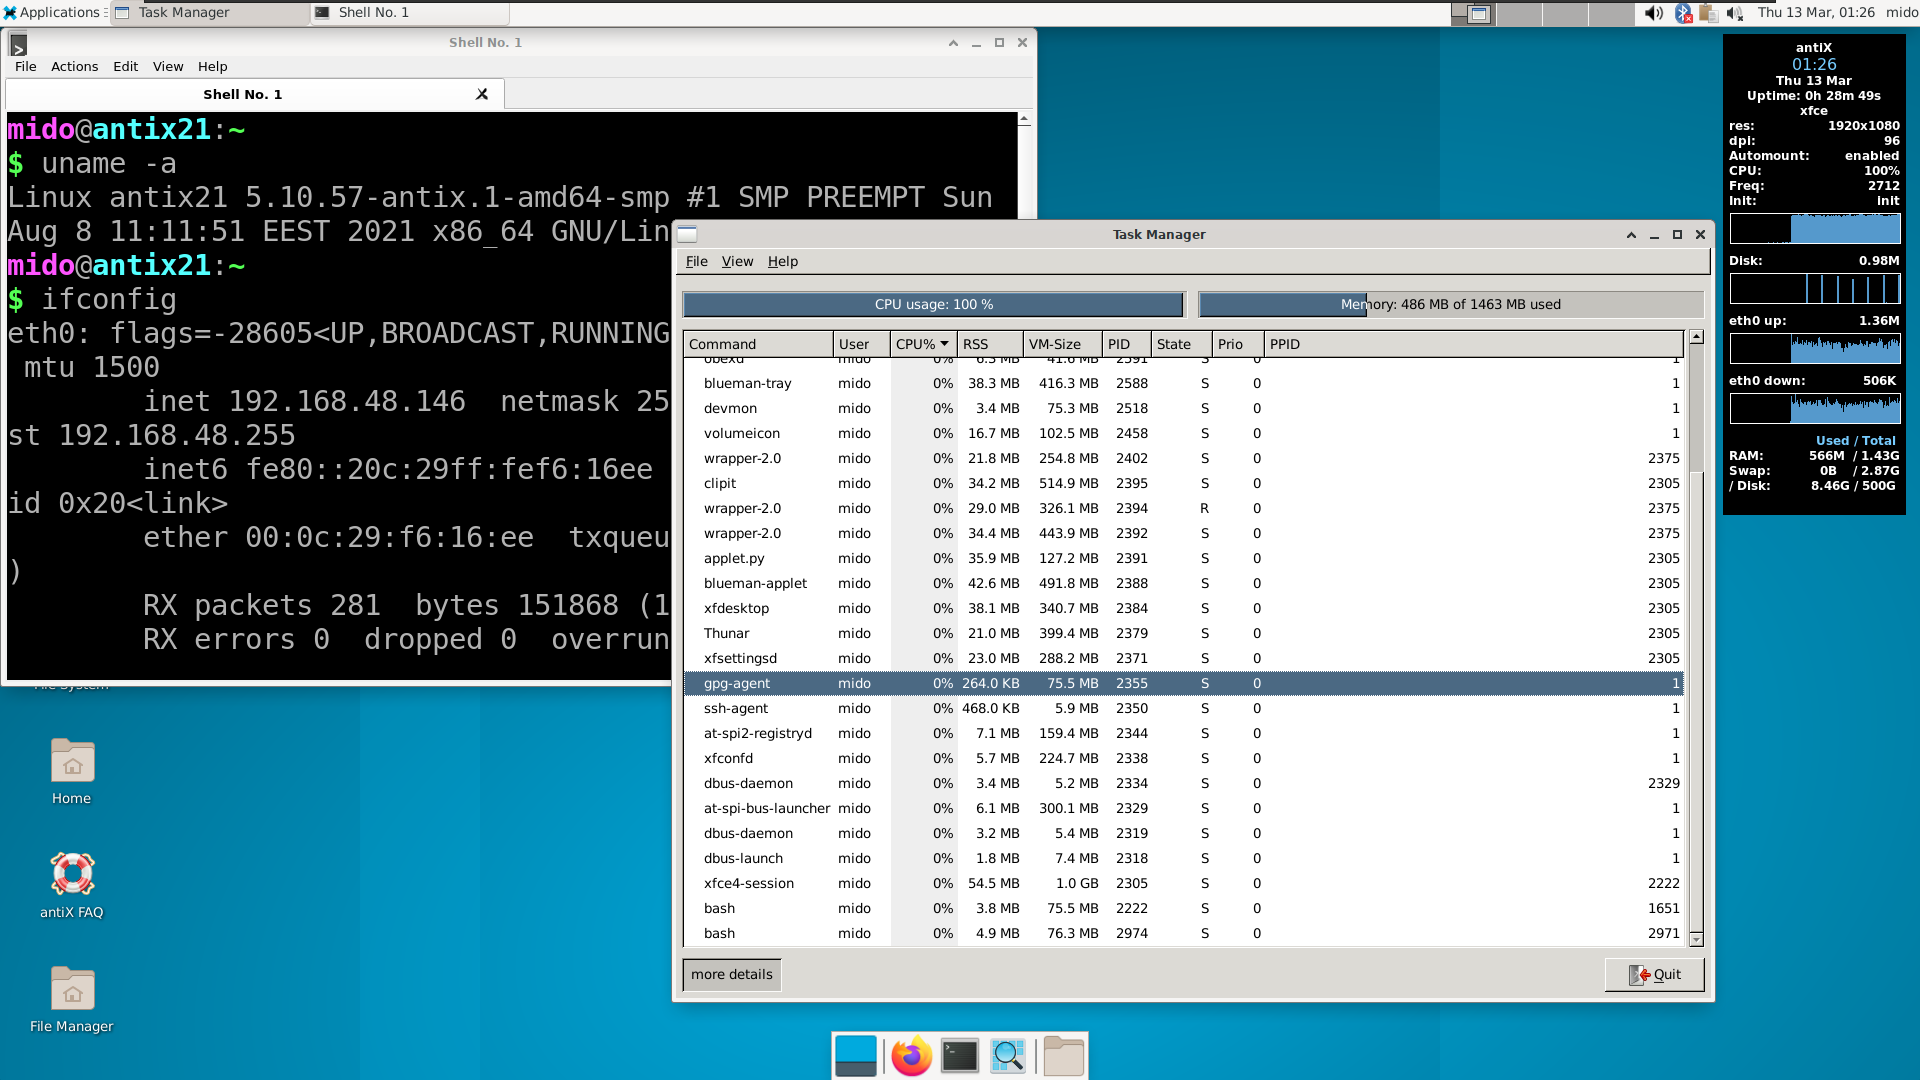 Applications
Task Manager
Shell No. 1
Thu 13 Mar, 01:26
mido
Shell No. 1
File Actions Edit View Help
Shell No. 1
mido@antix21:~
$ uname -a
Linux antix21 5.10.57-antix.1-amd64-smp #1 SMP PREEMPT Sun
Aug 8 11:11:51 EEST 2021 x86_64 GNU/Lin
mido@antix21:~
$ ifconfig
eth0: flags=-28605<UP,BROADCAST,RUNNING
mtu 1500
inet 192.168.48.146 netmask 25
st 192.168.48.255
inet6 fe80::20c:29ff:fef6:16ee
id 0x20<link>
ether 00:0c:29:f6:16:ee txqueu
)
RX packets 281 bytes 151868 (1
RX errors 0 dropped 0 overrun
Task Manager
File View Help
CPU usage: 100 %
Memory: 486 MB of 1463 MB used
Command User CPU% RSS VM-Size PID State Prio PPID
obexd mido 0% 6.3 MB 41.6 MB 2591 S 0 1
blueman-tray mido 0% 38.3 MB 416.3 MB 2588 S 0 1
devmon mido 0% 3.4 MB 75.3 MB 2518 S 0 1
volumeicon mido 0% 16.7 MB 102.5 MB 2458 S 0 1
wrapper-2.0 mido 0% 21.8 MB 254.8 MB 2402 S 0 2375
clipit mido 0% 34.2 MB 514.9 MB 2395 S 0 2305
wrapper-2.0 mido 0% 29.0 MB 326.1 MB 2394 R 0 2375
wrapper-2.0 mido 0% 34.4 MB 443.9 MB 2392 S 0 2375
applet.py mido 0% 35.9 MB 127.2 MB 2391 S 0 2305
blueman-applet mido 0% 42.6 MB 491.8 MB 2388 S 0 2305
xfdesktop mido 0% 38.1 MB 340.7 MB 2384 S 0 2305
Thunar mido 0% 21.0 MB 399.4 MB 2379 S 0 2305
xfsettingsd mido 0% 23.0 MB 288.2 MB 2371 S 0 2305
gpg-agent mido 0% 264.0 KB 75.5 MB 2355 S 0 1
ssh-agent mido 0% 468.0 KB 5.9 MB 2350 S 0 1
at-spi2-registryd mido 0% 7.1 MB 159.4 MB 2344 S 0 1
xfconfd mido 0% 5.7 MB 224.7 MB 2338 S 0 1
dbus-daemon mido 0% 3.4 MB 5.2 MB 2334 S 0 2329
at-spi-bus-launcher mido 0% 6.1 MB 300.1 MB 2329 S 0 1
dbus-daemon mido 0% 3.2 MB 5.4 MB 2319 S 0 1
dbus-launch mido 0% 1.8 MB 7.4 MB 2318 S 0 1
xfce4-session mido 0% 54.5 MB 1.0 GB 2305 S 0 2222
bash mido 0% 3.8 MB 75.5 MB 2222 S 0 1651
bash mido 0% 4.9 MB 76.3 MB 2974 S 0 2971
more details
Quit
antiX
01:26
Thu 13 Mar
Uptime: 0h 28m 49s
xfce
res: 1920x1080
dpi: 96
Automount: enabled
CPU: 100%
Freq: 2712
Init: init
Disk: 0.98M
eth0 up: 1.36M
eth0 down: 506K
Used / Total
RAM: 566M / 1.43G
Swap: 0B / 2.87G
/ Disk: 8.46G / 500G
File System
Home
antiX FAQ
File Manager